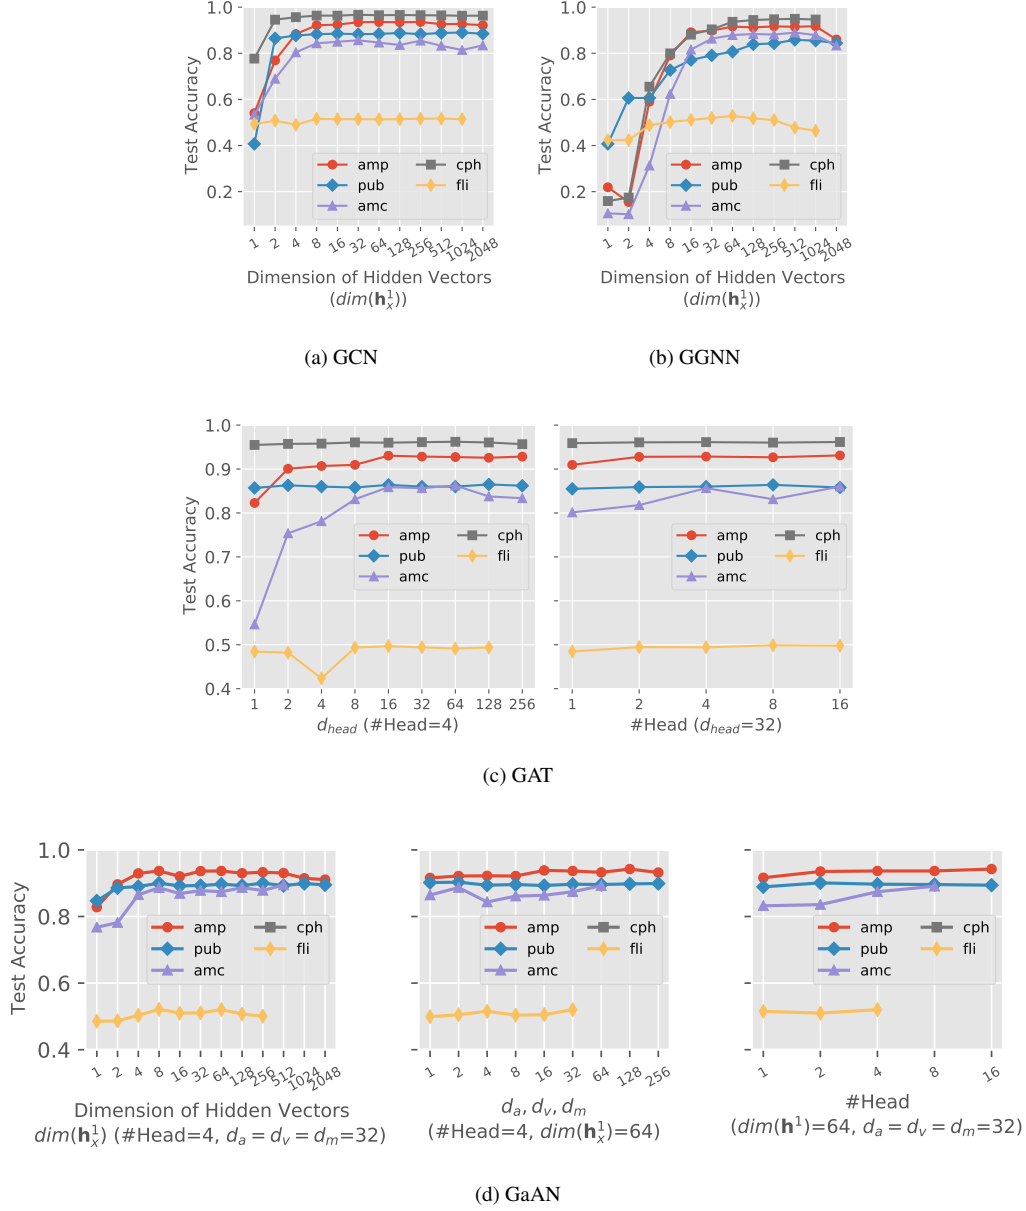 1.0
0.8
0.6
0.4
0.2
Test Accuracy
amp
pub
amc
cph
fli
1 2 4 8 16 32 64 128 256 512 1024 2048
Dimension of Hidden Vectors
(dim(h¹ₓ))
(a) GCN
1.0
0.8
0.6
0.4
0.2
Test Accuracy
amp
pub
amc
cph
fli
1 2 4 8 16 32 64 128 256 512 1024 2048
Dimension of Hidden Vectors
(dim(h¹ₓ))
(b) GGNN
1.0
0.9
0.8
0.7
0.6
0.5
0.4
Test Accuracy
amp
pub
amc
cph
fli
1 2 4 8 16 32 64 128 256
d_head (#Head=4)
amp
pub
amc
cph
fli
1 2 4 8 16
#Head (d_head=32)
(c) GAT
1.0
0.8
0.6
0.4
Test Accuracy
amp
pub
amc
cph
fli
1 2 4 8 16 32 64 128 256 512 1024 2048
Dimension of Hidden Vectors
dim(h¹ₓ) (#Head=4, d_a = d_v = d_m=32)
amp
pub
amc
cph
fli
1 2 4 8 16 32 64 128 256
d_a, d_v, d_m
(#Head=4, dim(h¹ₓ)=64)
amp
pub
amc
cph
fli
1 2 4 8 16
#Head
(dim(h¹)=64, d_a = d_v = d_m=32)
(d) GaAN